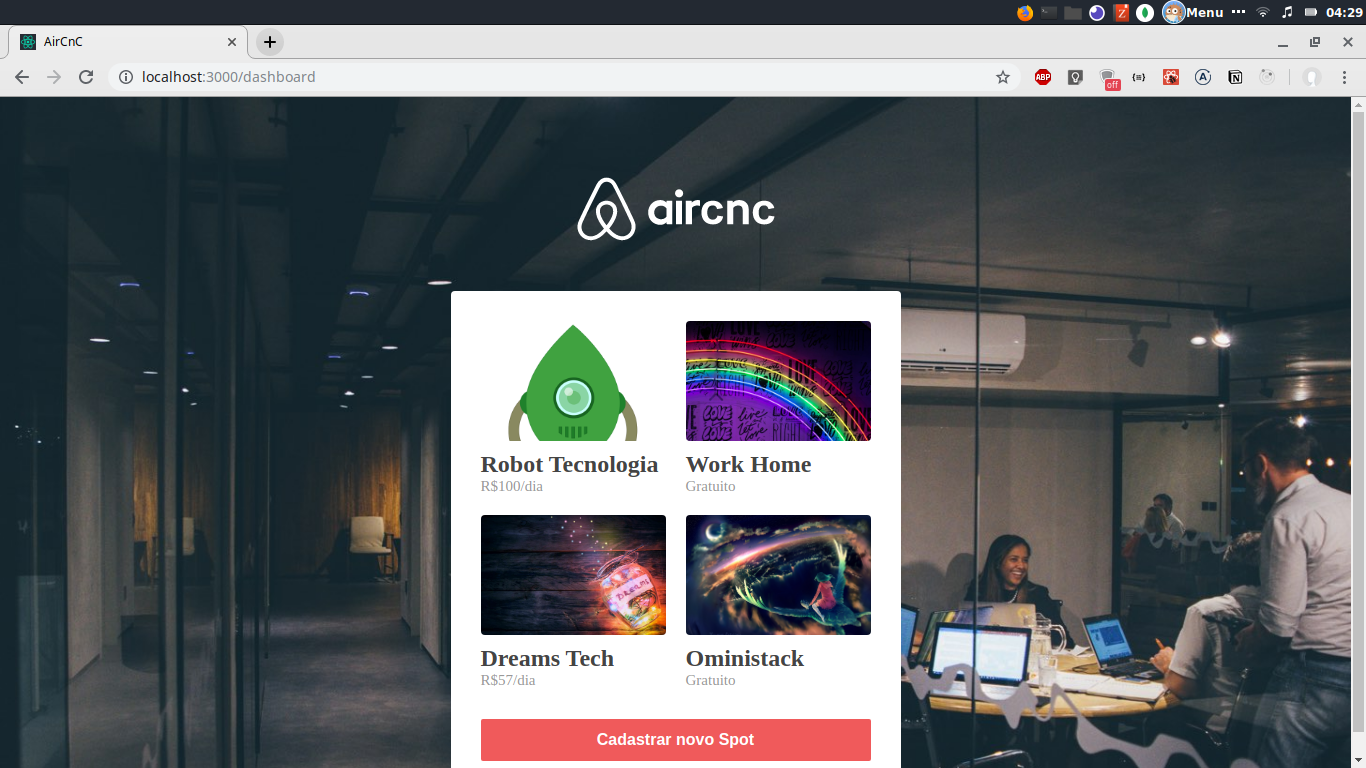 Menu
04:29
AirCnC
localhost:3000/dashboard
ABP
off
aircnc
Robot Tecnologia
R$100/dia
Work Home
Gratuito
DREAMS
Dreams Tech
R$57/dia
Oministack
Gratuito
Cadastrar novo Spot